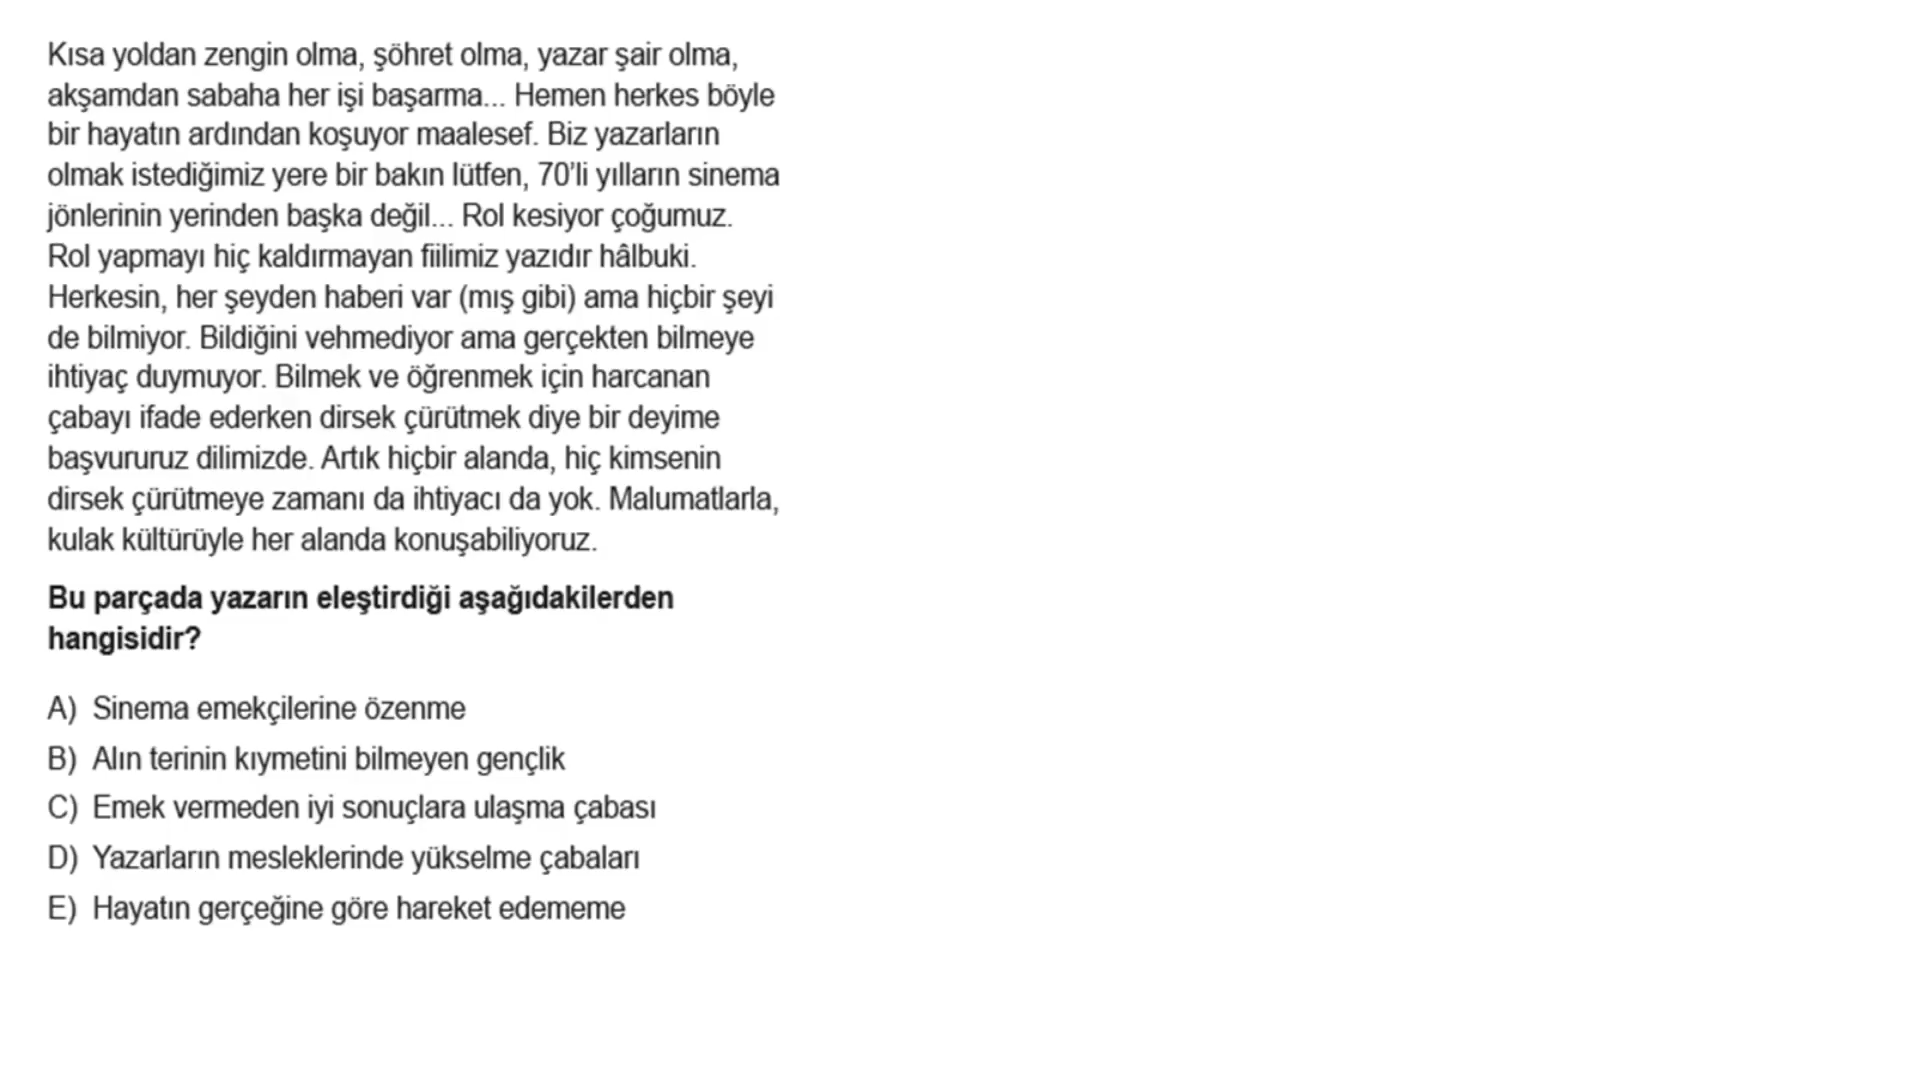 Kısa yoldan zengin olma, şöhret olma, yazar şair olma,
akşamdan sabaha her işi başarma... Hemen herkes böyle
bir hayatın ardından koşuyor maalesef. Biz yazarların
olmak istediğimiz yere bir bakın lütfen, 70'li yılların sinema
jönlerinin yerinden başka değil... Rol kesiyor çoğumuz.
Rol yapmayı hiç kaldırmayan fiilimiz yazıdır hâlbuki.
Herkesin, her şeyden haberi var (mış gibi) ama hiçbir şeyi
de bilmiyor. Bildiğini vehmediyor ama gerçekten bilmeye
ihtiyaç duymuyor. Bilmek ve öğrenmek için harcanan
çabayı ifade ederken dirsek çürütmek diye bir deyime
başvururuz dilimizde. Artık hiçbir alanda, hiç kimsenin
dirsek çürütmeye zamanı da ihtiyacı da yok. Malumatlarla,
kulak kültürüyle her alanda konuşabiliyoruz.
Bu parçada yazarın eleştirdiği aşağıdakilerden
hangisidir?
A) Sinema emekçilerine özenme
B) Alın terinin kıymetini bilmeyen gençlik
C) Emek vermeden iyi sonuçlara ulaşma çabası
D) Yazarların mesleklerinde yükselme çabaları
E) Hayatın gerçeğine göre hareket edememe